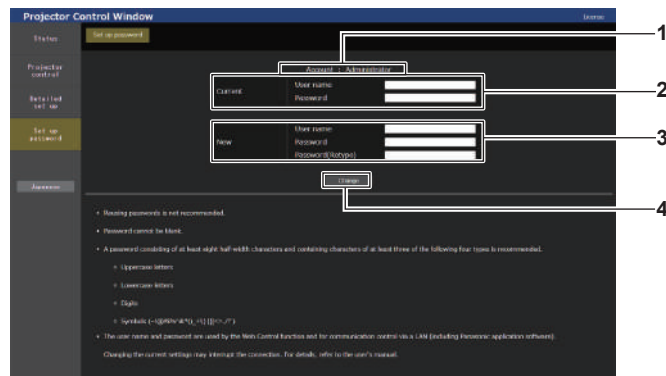 Projector Control Window
License
Status
Projector
control
Detailed
set up
Set up
password
Japanese
Set up password
Account : Administrator
Current
User name
Password
New
User name
Password
Password(Retype)
Change
1
2
3
4
• Reusing passwords is not recommended.
• Password cannot be blank.
• A password consisting of at least eight half-width characters and containing characters of at least three of the following four types is recommended.
Uppercase letters
Lowercase letters
Digits
Symbols
• The user name and password are used by the Web Control function and for communication control via a LAN (including Panasonic application software).
Changing the current settings may interrupt the connection. For details, refer to the user's manual.